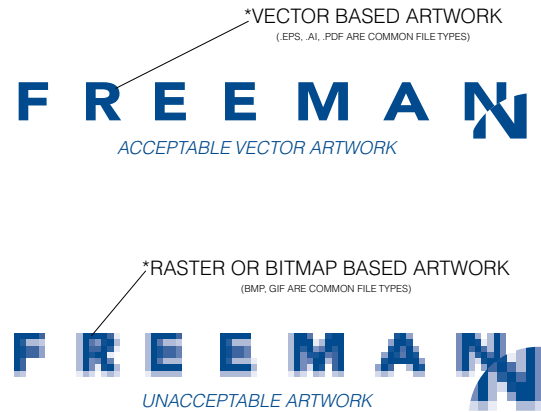 *VECTOR BASED ARTWORK
(.EPS, .AI, .PDF ARE COMMON FILE TYPES)
FREEMAN
ACCEPTABLE VECTOR ARTWORK
*RASTER OR BITMAP BASED ARTWORK
(BMP, GIF ARE COMMON FILE TYPES)
FREEMAN
UNACCEPTABLE ARTWORK